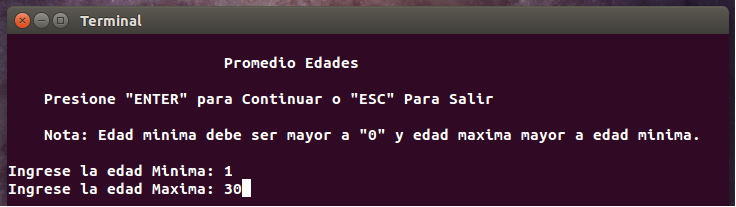 Terminal
Promedio Edades
Presione "ENTER" para Continuar o "ESC" Para Salir
Nota: Edad minima debe ser mayor a "0" y edad maxima mayor a edad minima.
Ingrese la edad Minima: 1
Ingrese la edad Maxima: 30